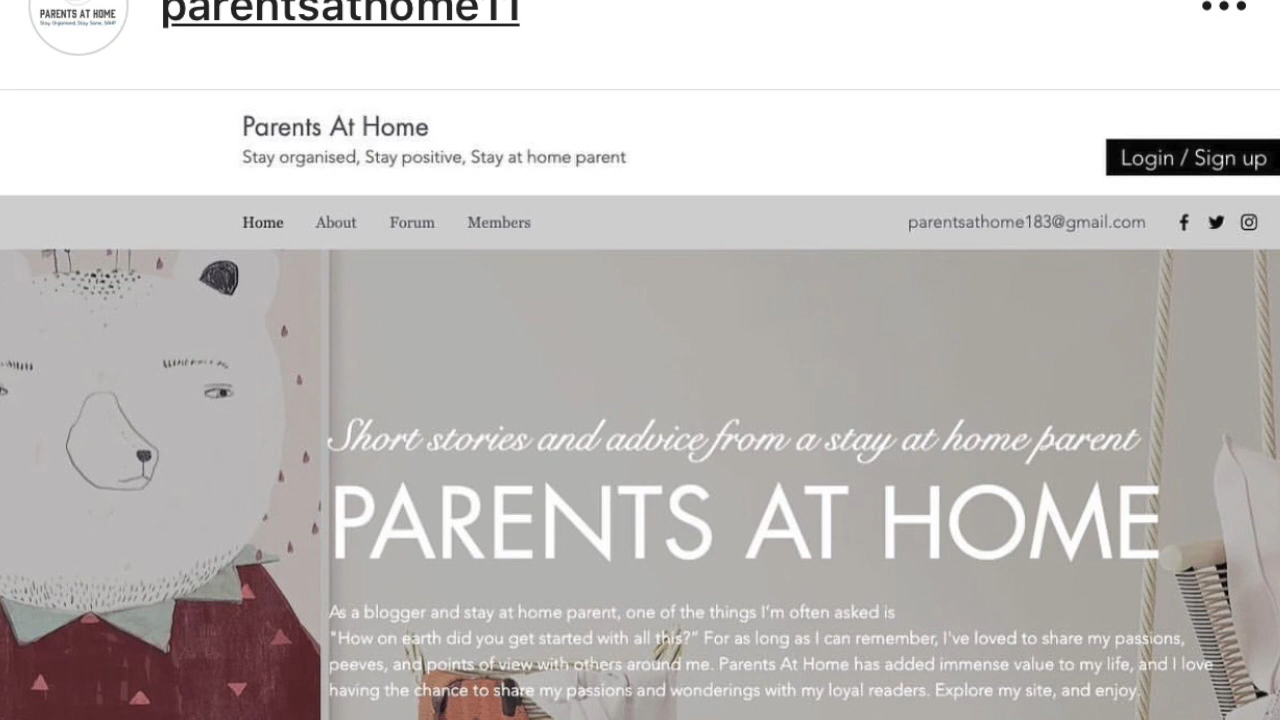 PARENTS AT HOME
Stay Organised, Stay Sane, SAHP
parentsathome11
Parents At Home
Stay organised, Stay positive, Stay at home parent
Login / Sign up
Home About Forum Members parentsathome183@gmail.com
Short stories and advice from a stay at home parent
PARENTS AT HOME
As a blogger and stay at home parent, one of the things I'm often asked is
"How on earth did you get started with all this?” For as long as I can remember, I've loved to share my passions,
peeves, and points of view with others around me. Parents At Home has added immense value to my life, and I love
having the chance to share my passions and wonderings with my loyal readers. Explore my site, and enjoy.